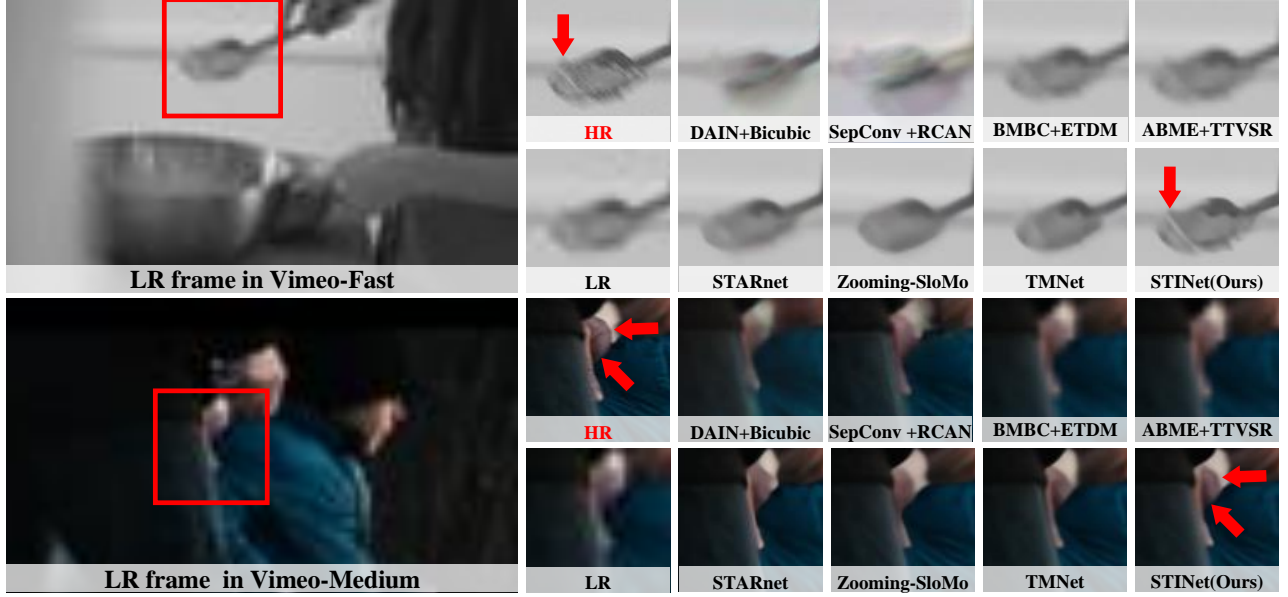 HR
DAIN+Bicubic
SepConv +RCAN
BMBC+ETDM
ABME+TTVSR
LR frame in Vimeo-Fast
LR
STARnet
Zooming-SloMo
TMNet
STINet(Ours)
HR
DAIN+Bicubic
SepConv +RCAN
BMBC+ETDM
ABME+TTVSR
LR frame in Vimeo-Medium
LR
STARnet
Zooming-SloMo
TMNet
STINet(Ours)